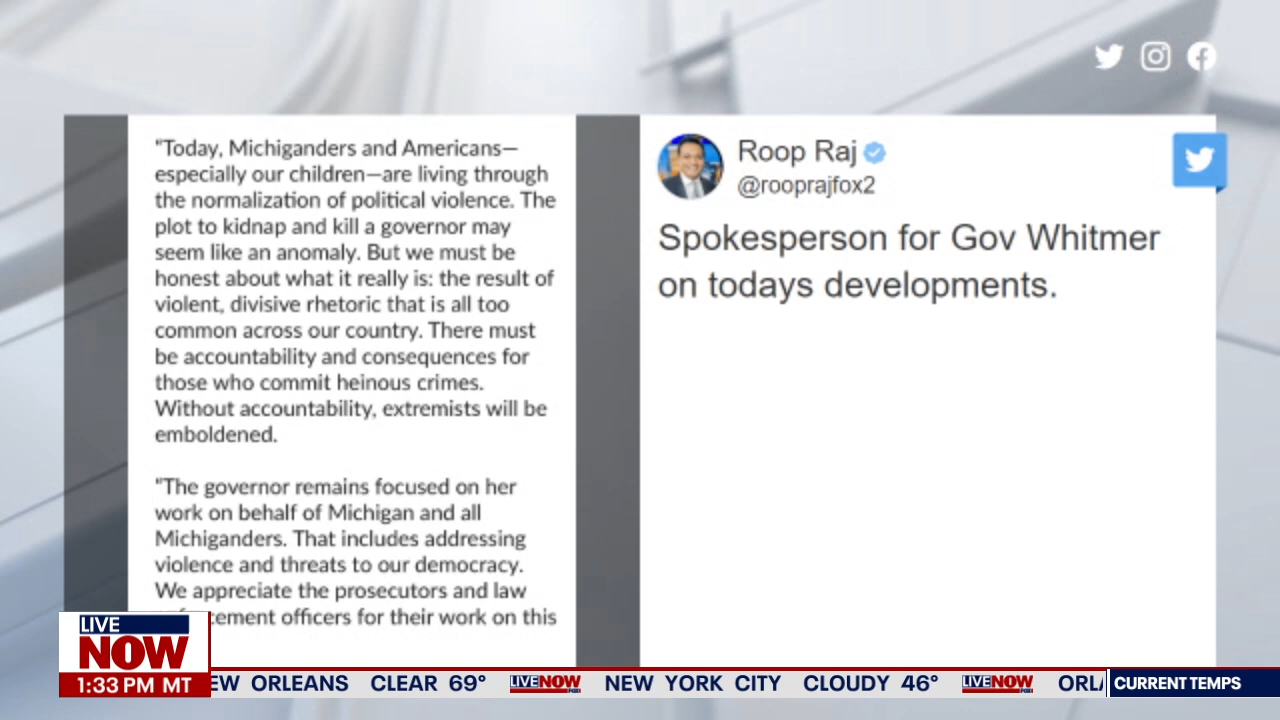 "Today, Michiganders and Americans—
especially our children—are living through
the normalization of political violence. The
plot to kidnap and kill a governor may
seem like an anomaly. But we must be
honest about what it really is: the result of
violent, divisive rhetoric that is all too
common across our country. There must
be accountability and consequences for
those who commit heinous crimes.
Without accountability, extremists will be
emboldened.
"The governor remains focused on her
work on behalf of Michigan and all
Michiganders. That includes addressing
violence and threats to our democracy.
We appreciate the prosecutors and law
officers for their work on this
Roop Raj
@rooprajfox2
Spokesperson for Gov Whitmer
on todays developments.
LIVE
NOW
1:33 PM MT
EW ORLEANS CLEAR 69° LIVENOW FOX NEW YORK CITY CLOUDY 46° LIVENOW FOX ORL
CURRENT TEMPS